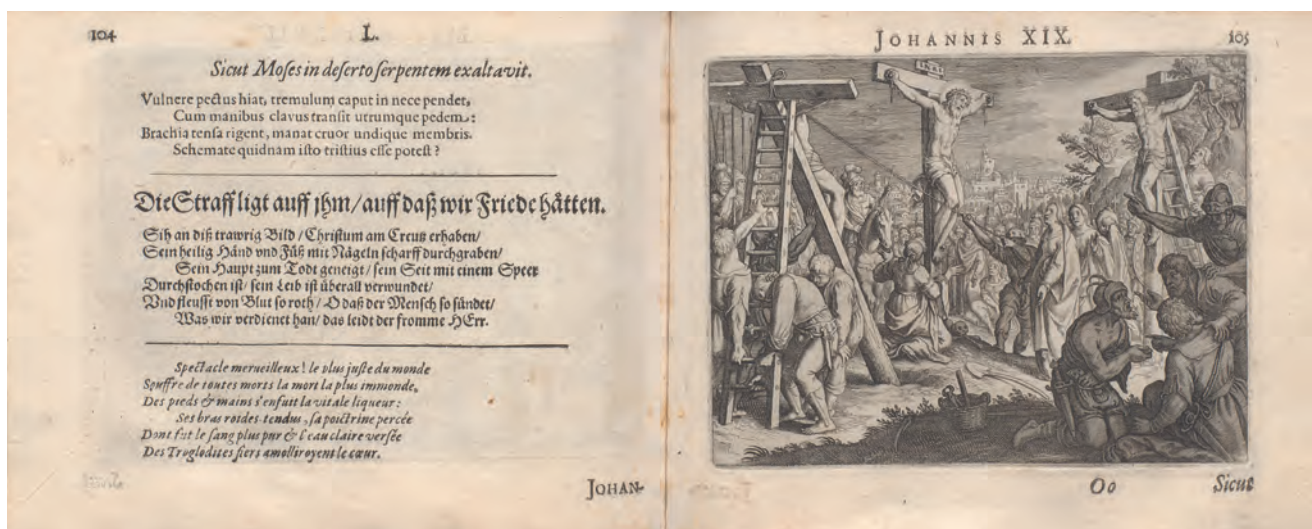 104
L.
Sicut Moſes in deſerto ſerpentem exaltavit.
Vulnere pectus hiat, tremulum caput in nece pendet,
Cum manibus clavus tranſit utrumque pedem:
Brachia tenſa rigent, manat cruor undique membris.
Schemate quidnam iſto triſtius eſſe poteſt ?
Die Straff ligt auff jhm/auff daß wir Friede hätten.
Sih an diß trawrig Bild / Chriſtum am Creutz erhaben/
Sein heilig Händ vnd Füß mit Nägeln ſcharff durchgraben/
Sein Haupt zum Todt geneigt / ſein Seit mit einem Speer
Durchſtochen iſt/ ſein Leib iſt überall verwundet/
Vnd fleuſſt von Blut ſo roth / O daß der Menſch ſo ſündet/
Was wir verdienet han/ das leidt der fromme HErr.
Spectacle merveilleux ! le plus juſte du monde
Souffre de toutes morts la mort la plus immonde,
Des pieds & mains s'enfuit la vitale liqueur :
Ses bras roides-tendus, ſa poictrine percée
Dont fut le ſang plus pur & l'eau claire verſée
Des Troglodites fiers amolliroyent le cœur.
JOHAN-
JOHANNIS XIX.
105
Oo
Sicut